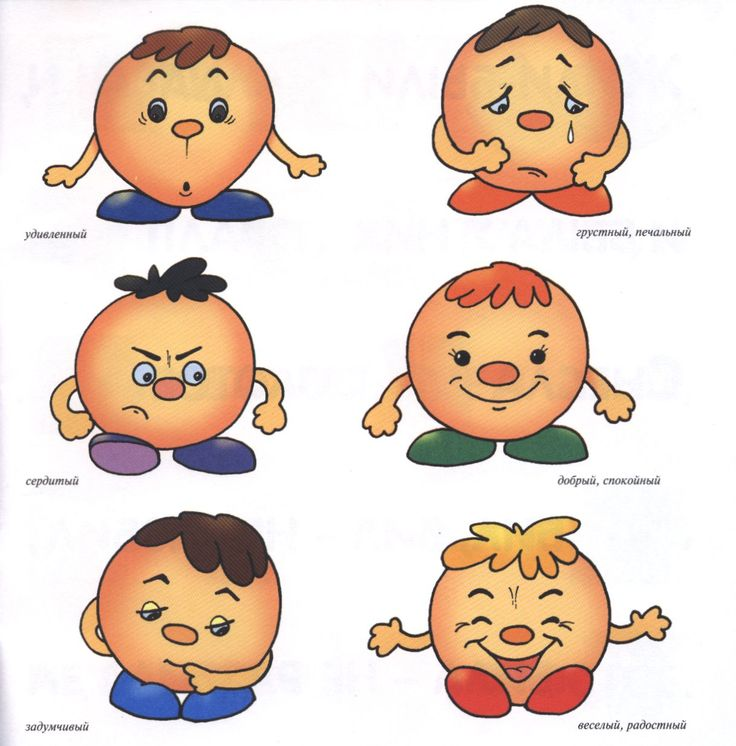 удивленный
грустный, печальный
сердитый
добрый, спокойный
задумчивый
веселый, радостный